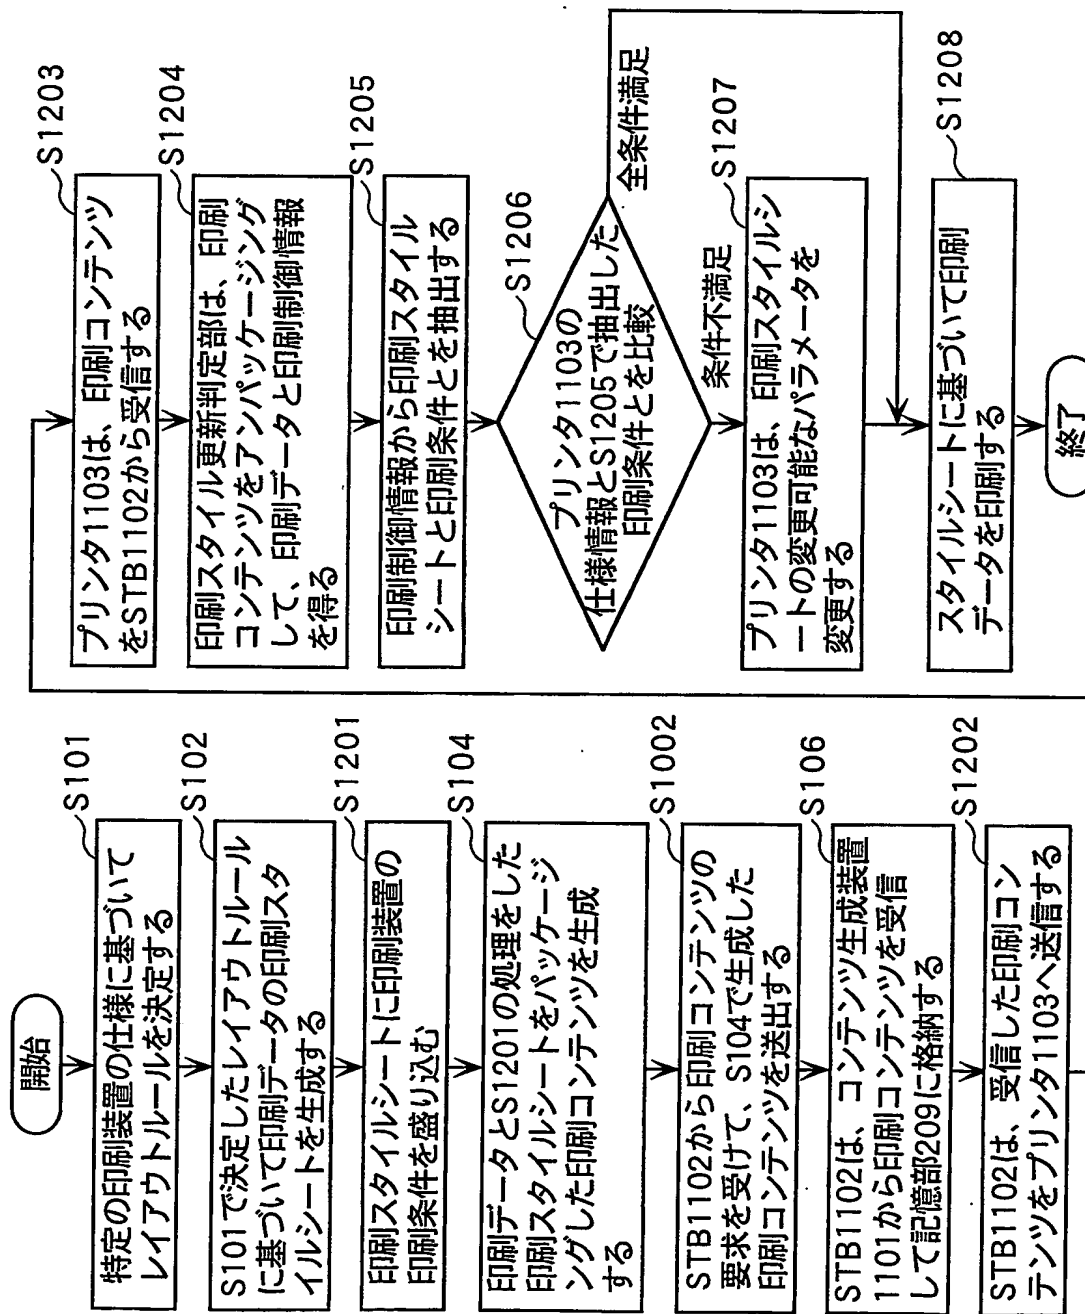 開始
特定の印刷装置の仕様に基づいて
レイアウトルールを決定する
S101
S101で決定したレイアウトルール
に基づいて印刷データの印刷スタ
イルシートを生成する
S102
印刷スタイルシートに印刷装置の
印刷条件を盛り込む
S1201
印刷データとS1201の処理をした
印刷スタイルシートをパッケージ
ングした印刷コンテンツを生成
する
S104
STB1102から印刷コンテンツの
要求を受けて、S104で生成した
印刷コンテンツを送出する
S1002
STB1102は、コンテンツ生成装置
1101から印刷コンテンツを受信
して記憶部209に格納する
S106
STB1102は、受信した印刷コン
テンツをプリンタ1103へ送信する
S1202
プリンタ1103は、印刷コンテンツ
をSTB1102から受信する
S1203
印刷スタイル更新判定部は、印刷
コンテンツをアンパッケージング
して、印刷データと印刷制御情報
を得る
S1204
印刷制御情報から印刷スタイル
シートと印刷条件とを抽出する
S1205
プリンタ1103の
仕様情報とS1205で抽出した
印刷条件とを比較
S1206
全条件満足
条件不満足
プリンタ1103は、印刷スタイルシ
ートの変更可能なパラメータを
変更する
S1207
スタイルシートに基づいて印刷
データを印刷する
S1208
終了